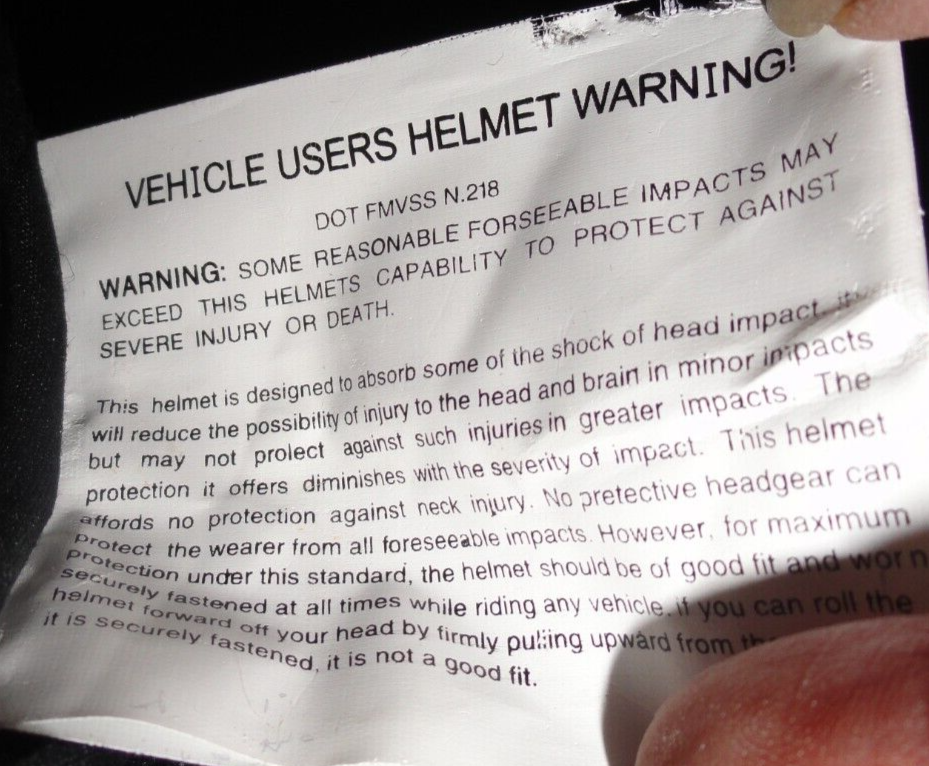 VEHICLE USERS HELMET WARNING!
DOT FMVSS N.218
WARNING: SOME REASONABLE FORSEEABLE IMPACTS MAY
EXCEED THIS HELMETS CAPABILITY TO PROTECT AGAINST
SEVERE INJURY OR DEATH.
This helmet is designed to absorb some of the shock of head impact. it
will reduce the possibility of injury to the head and brain in minor impacts
but may not prolect against such injuries in greater impacts. The
protection it offers diminishes with the severity of impact. This helmet
affords no protection against neck injury. No pretective headgear can
protect the wearer from all foreseeable impacts. However, for maximum
protection under this standard, the helmet should be of good fit and worn
securely fastened at all times while riding any vehicle. if you can roll the
helmet forward off your head by firmly pulling upward from
it is securely fastened, it is not a good fit.